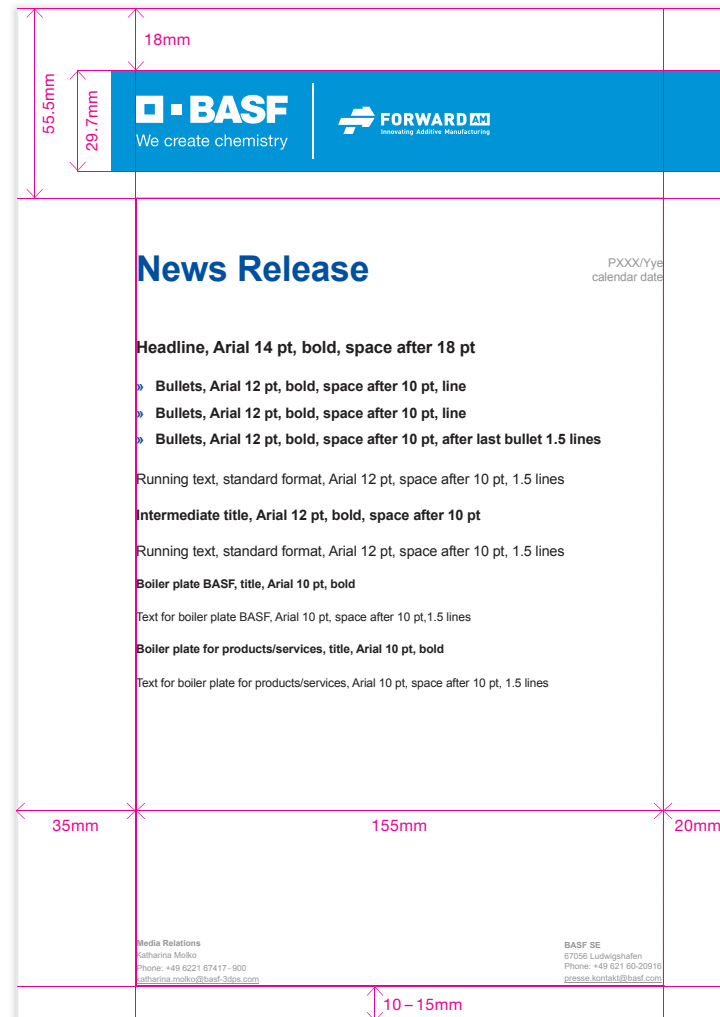 18mm
55.5mm
29.7mm
BASF
We create chemistry
FORWARD AM
Innovating Additive Manufacturing
News Release
PXXX/Yye
calendar date
Headline, Arial 14 pt, bold, space after 18 pt
» Bullets, Arial 12 pt, bold, space after 10 pt, line
» Bullets, Arial 12 pt, bold, space after 10 pt, line
» Bullets, Arial 12 pt, bold, space after 10 pt, after last bullet 1.5 lines
Running text, standard format, Arial 12 pt, space after 10 pt, 1.5 lines
Intermediate title, Arial 12 pt, bold, space after 10 pt
Running text, standard format, Arial 12 pt, space after 10 pt, 1.5 lines
Boiler plate BASF, title, Arial 10 pt, bold
Text for boiler plate BASF, Arial 10 pt, space after 10 pt,1.5 lines
Boiler plate for products/services, title, Arial 10 pt, bold
Text for boiler plate for products/services, Arial 10 pt, space after 10 pt, 1.5 lines
35mm
155mm
20mm
Media Relations
Katharina Molko
Phone: +49 6221 67417 - 900
katharina.molko@basf-3dps.com
BASF SE
67056 Ludwigshafen
Phone: +49 621 60-20916
presse.kontakt@basf.com
10 – 15mm